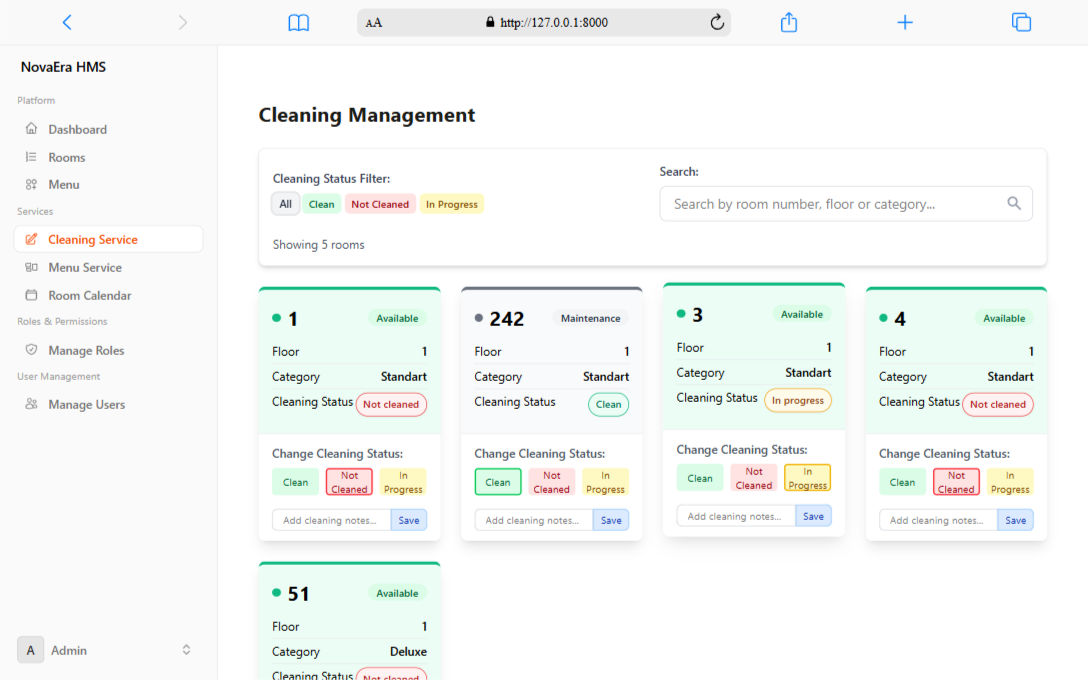 AA http://127.0.0.1:8000
NovaEra HMS
Platform
Dashboard
Rooms
Menu
Services
Cleaning Service
Menu Service
Room Calendar
Roles & Permissions
Manage Roles
User Management
Manage Users
A Admin
Cleaning Management
Cleaning Status Filter:
All Clean Not Cleaned In Progress
Showing 5 rooms
Search:
Search by room number, floor or category...
1 Available
Floor 1
Category Standart
Cleaning Status Not cleaned
Change Cleaning Status:
Clean Not Cleaned In Progress
Add cleaning notes... Save
242 Maintenance
Floor 1
Category Standart
Cleaning Status Clean
Change Cleaning Status:
Clean Not Cleaned In Progress
Add cleaning notes... Save
3 Available
Floor 1
Category Standart
Cleaning Status In progress
Change Cleaning Status:
Clean Not Cleaned In Progress
Add cleaning notes... Save
4 Available
Floor 1
Category Standart
Cleaning Status Not cleaned
Change Cleaning Status:
Clean Not Cleaned In Progress
Add cleaning notes... Save
51 Available
Floor 1
Category Deluxe
Cleaning Status Not cleaned